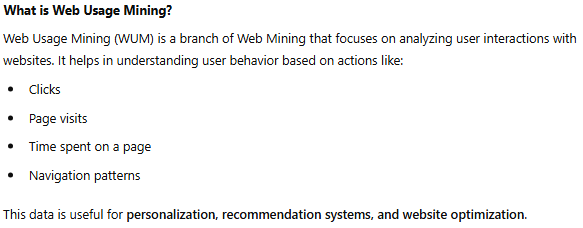 What is Web Usage Mining?
Web Usage Mining (WUM) is a branch of Web Mining that focuses on analyzing user interactions with
websites. It helps in understanding user behavior based on actions like:
• Clicks
• Page visits
• Time spent on a page
• Navigation patterns
This data is useful for personalization, recommendation systems, and website optimization.